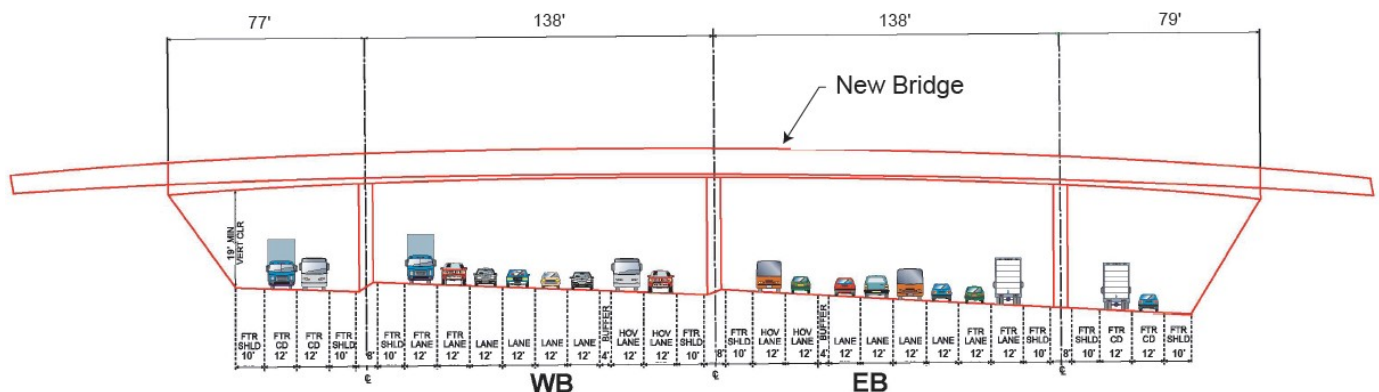 77'
138'
138'
79'
New Bridge
19' MIN
VERT CLR
FTR
SHLD
10'
FTR
CD
12'
FTR
CD
12'
FTR
SHLD
10'
8'
FTR
SHLD
10'
FTR
LANE
12'
FTR
LANE
12'
LANE
12'
LANE
12'
LANE
12'
LANE
12'
BUFFER
4'
HOV
LANE
12'
HOV
LANE
12'
FTR
SHLD
10'
8'
FTR
SHLD
10'
HOV
LANE
12'
HOV
LANE
12'
BUFFER
4'
LANE
12'
LANE
12'
LANE
12'
LANE
12'
FTR
LANE
12'
FTR
LANE
12'
FTR
SHLD
10'
8'
FTR
SHLD
10'
FTR
CD
12'
FTR
CD
12'
FTR
SHLD
10'
℄
WB
℄
EB
℄